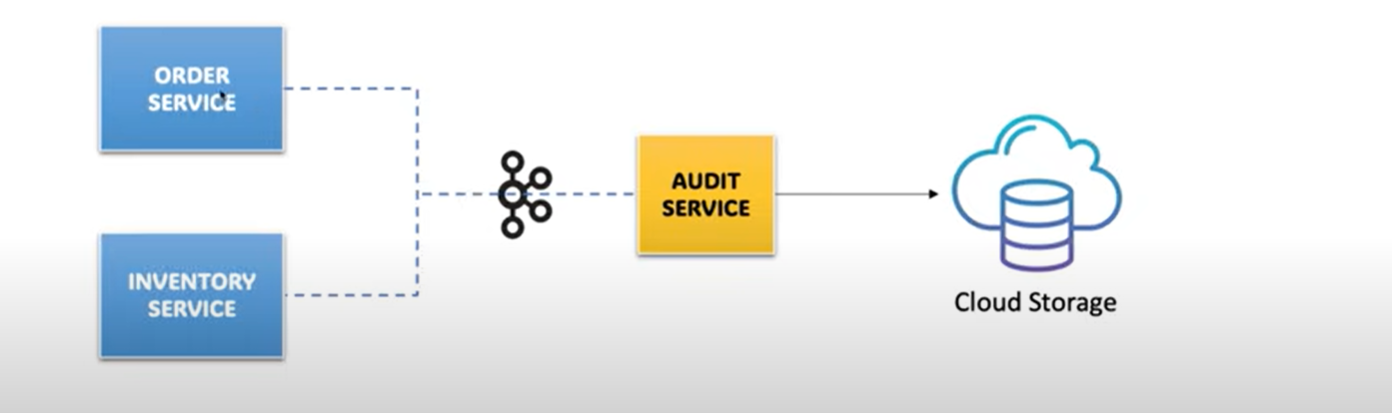 ORDER
SERVICE
INVENTORY
SERVICE
AUDIT
SERVICE
Cloud Storage